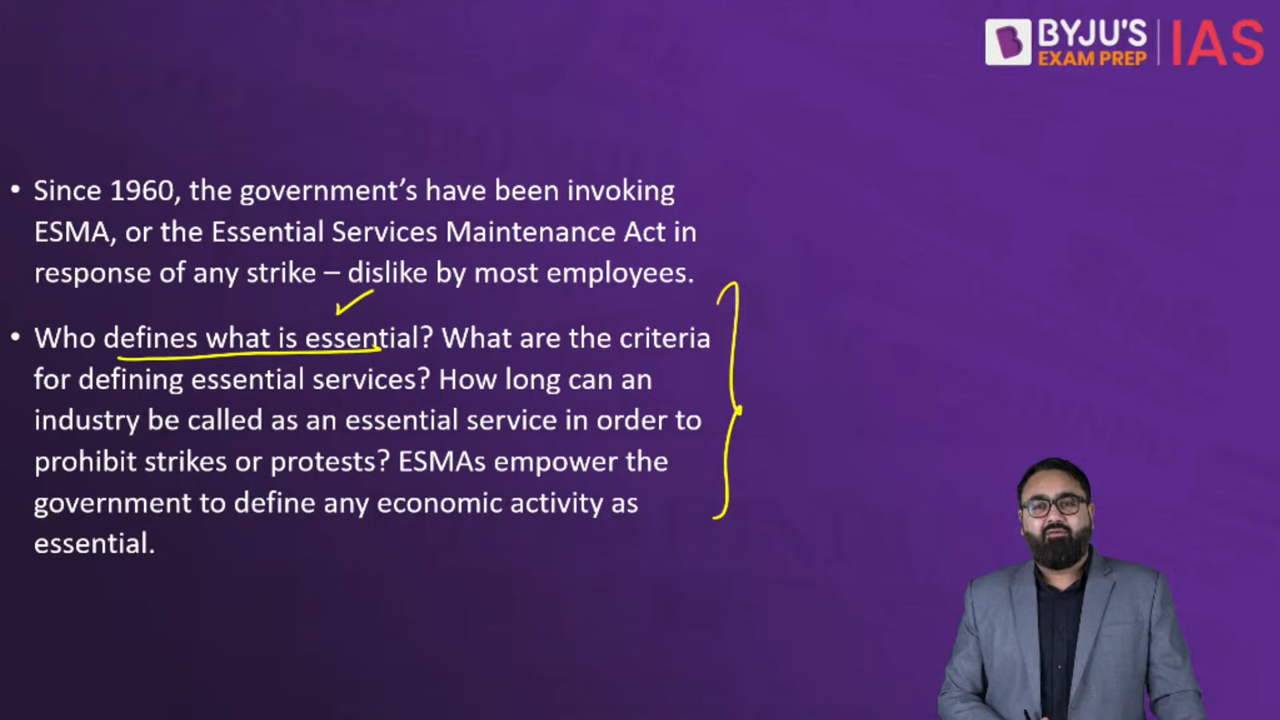 BYJU'S
EXAM PREP
IAS
• Since 1960, the government's have been invoking
ESMA, or the Essential Services Maintenance Act in
response of any strike – dislike by most employees.
• Who defines what is essential? What are the criteria
for defining essential services? How long can an
industry be called as an essential service in order to
prohibit strikes or protests? ESMAs empower the
government to define any economic activity as
essential.